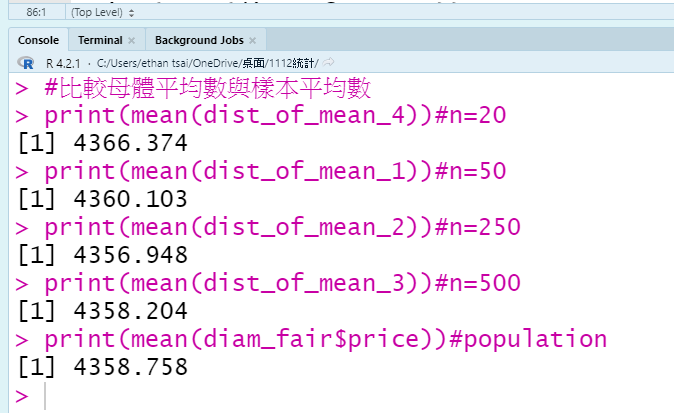 86:1 (Top Level)
Console Terminal Background Jobs
R 4.2.1 · C:/Users/ethan tsai/OneDrive/桌面/1112統計/
> #比較母體平均數與樣本平均數
> print(mean(dist_of_mean_4))#n=20
[1] 4366.374
> print(mean(dist_of_mean_1))#n=50
[1] 4360.103
> print(mean(dist_of_mean_2))#n=250
[1] 4356.948
> print(mean(dist_of_mean_3))#n=500
[1] 4358.204
> print(mean(diam_fair$price))#population
[1] 4358.758
>